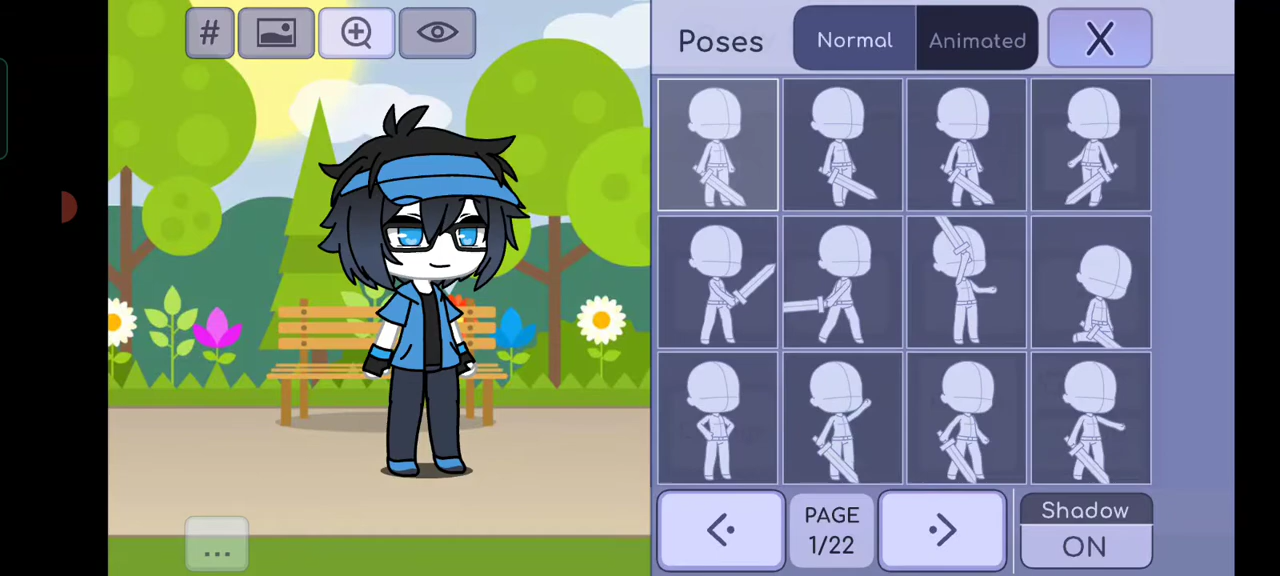 #
Poses
Normal
Animated
X
PAGE
1/22
Shadow
ON
...